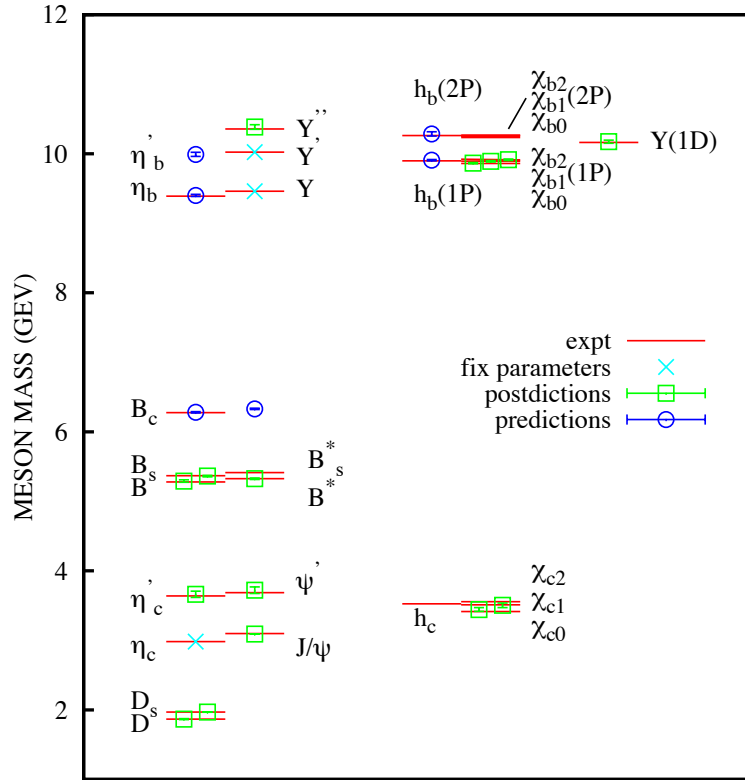 12
10
8
6
4
2
MESON MASS (GEV)
η'b
ηb
Υ''
Υ'
Υ
hb(2P)
χb2
χb1(2P)
χb0
hb(1P)
χb2
χb1(1P)
χb0
Υ(1D)
expt
fix parameters
postdictions
predictions
Bc
Bs
B
B*s
B*
η'c
ψ'
ηc
J/ψ
hc
χc2
χc1
χc0
Ds
D